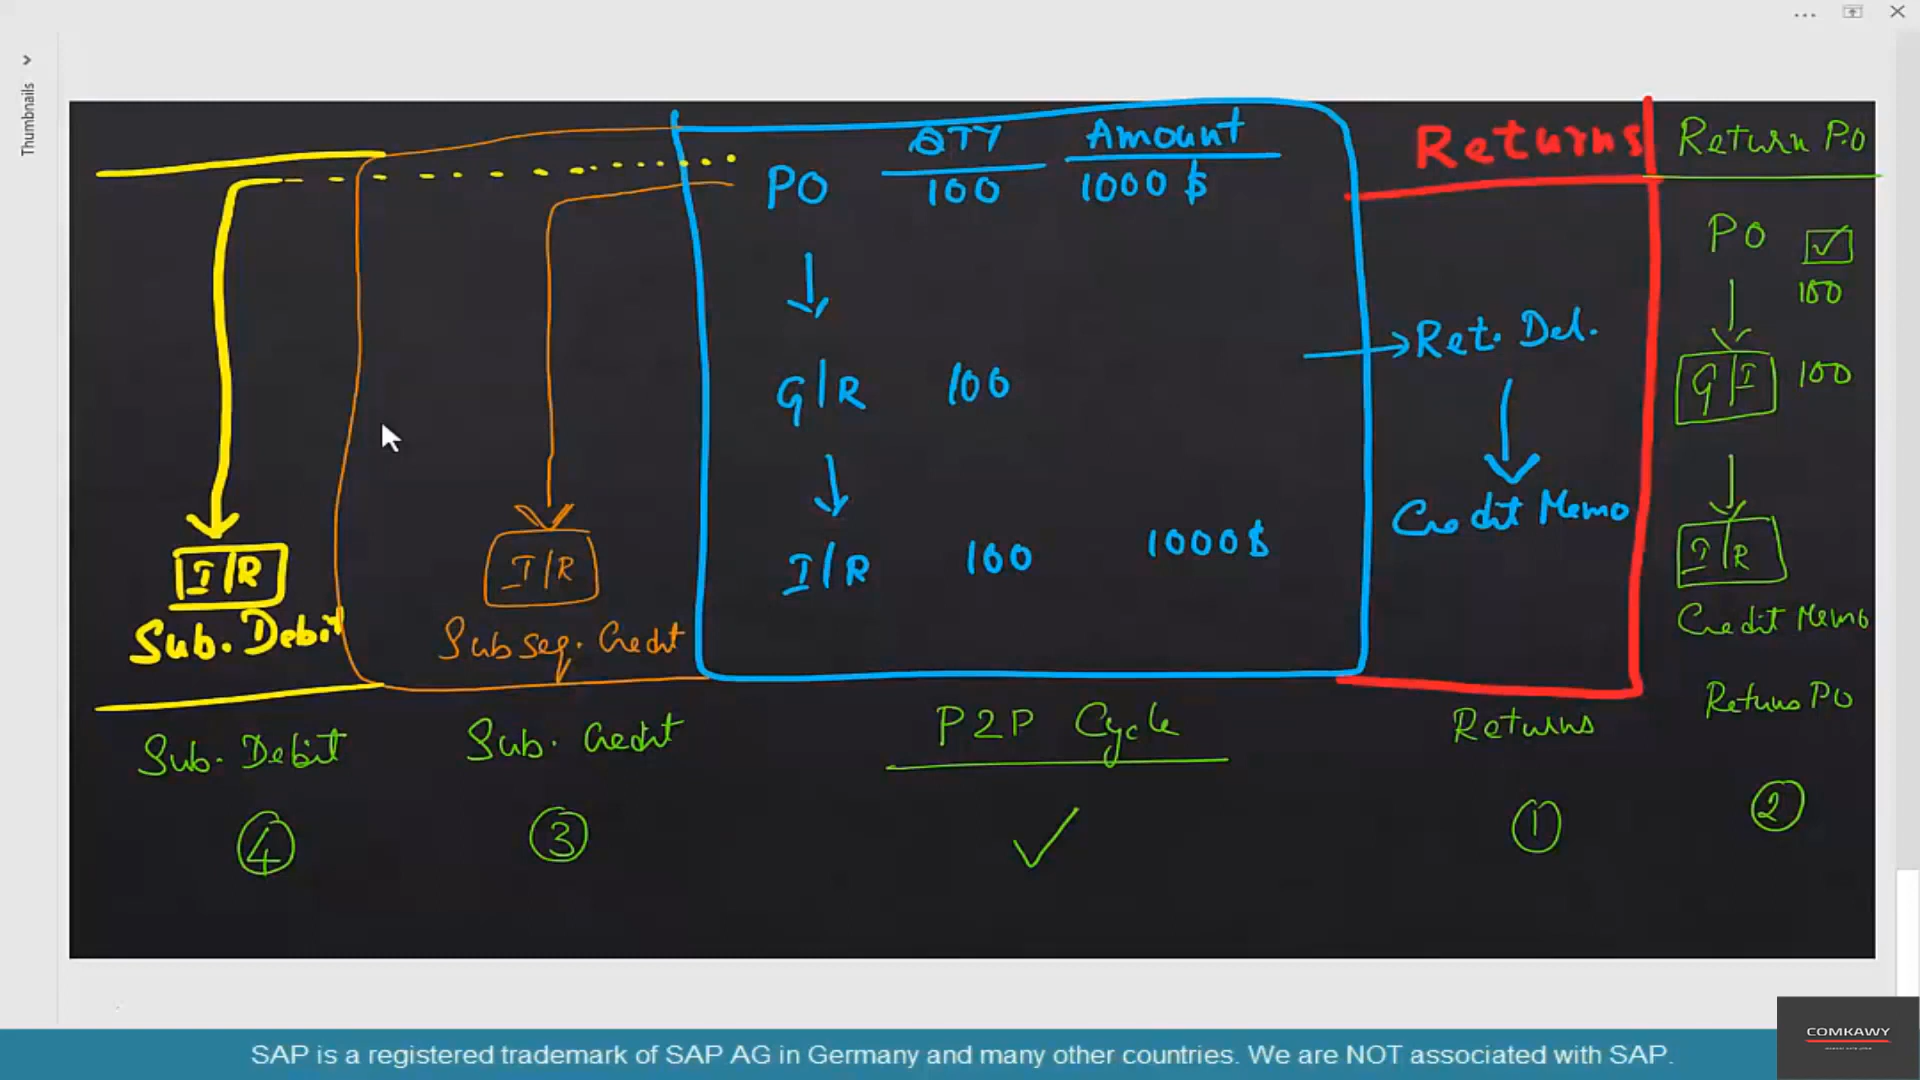 Thumbnails
QTY Amount
PO 100 1000 $
G/R 100
I/R 100 1000 $
P2P Cycle
Returns
Ret. Del.
Credit Memo
Returns
1
Return P.O
PO
100
G I 100
I R
Credit Memo
Returns PO
2
I/R
Subseq. Credit
Sub. Credit
3
I/R
Sub. Debit
Sub. Debit
4
SAP is a registered trademark of SAP AG in Germany and many other countries. We are NOT associated with SAP.
COMKAWY